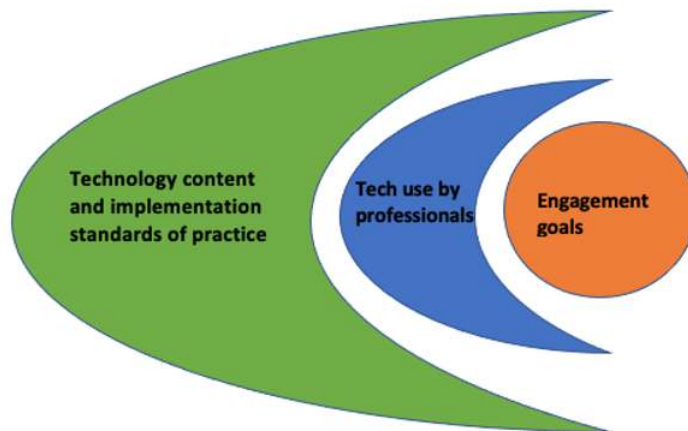 Technology content
and implementation
standards of practice
Tech use by
professionals
Engagement
goals